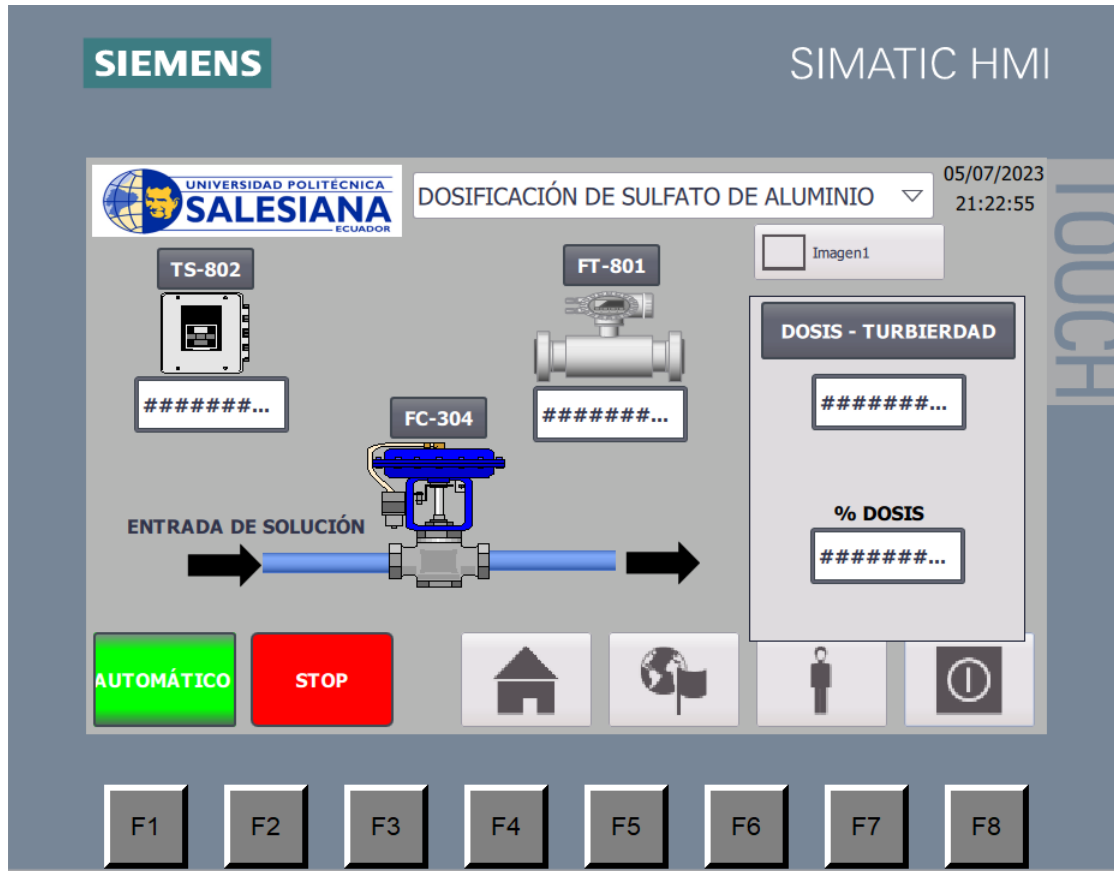 SIEMENS
SIMATIC HMI
TOUCH
UNIVERSIDAD POLITÉCNICA
SALESIANA
ECUADOR
DOSIFICACIÓN DE SULFATO DE ALUMINIO
05/07/2023
21:22:55
Imagen1
TS-802
FT-801
DOSIS - TURBIERDAD
#######...
FC-304
#######...
#######...
ENTRADA DE SOLUCIÓN
% DOSIS
#######...
AUTOMÁTICO
STOP
F1
F2
F3
F4
F5
F6
F7
F8